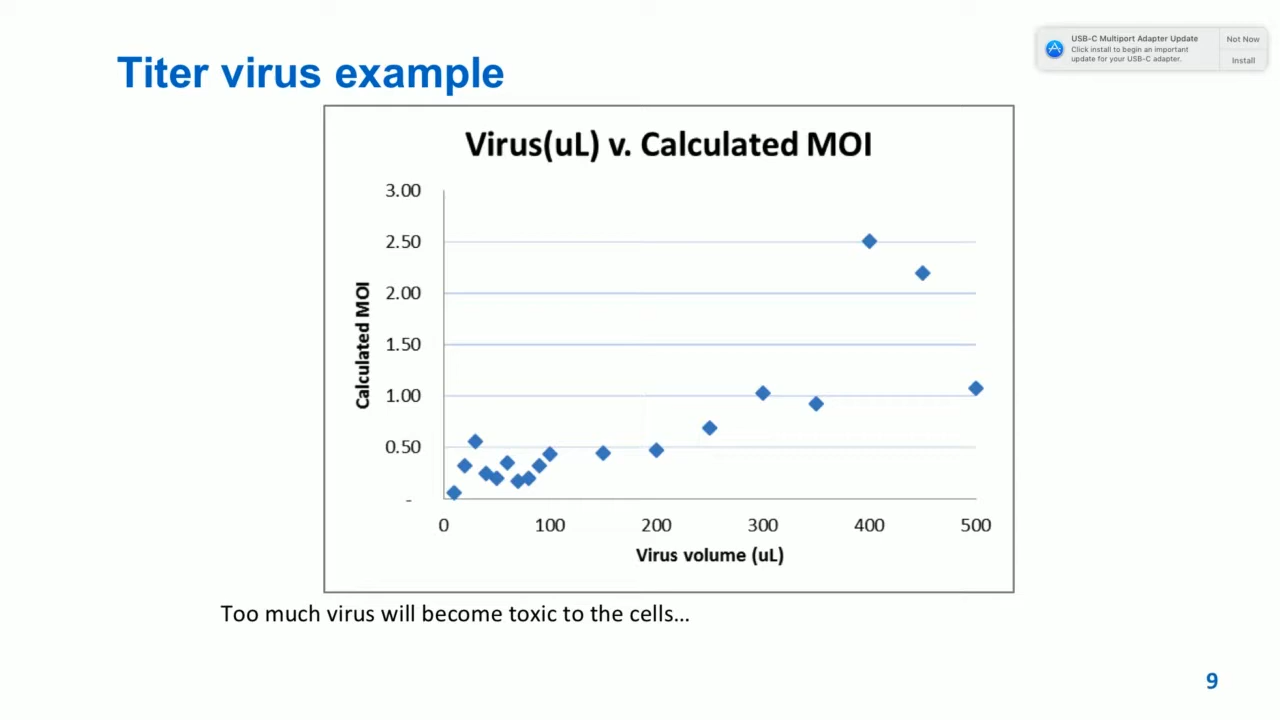 Titer virus example
USB-C Multiport Adapter Update
Click install to begin an important
update for your USB-C adapter.
Not Now
Install
Virus(uL) v. Calculated MOI
3.00
2.50
2.00
1.50
1.00
0.50
-
Calculated MOI
0 100 200 300 400 500
Virus volume (uL)
Too much virus will become toxic to the cells...
9